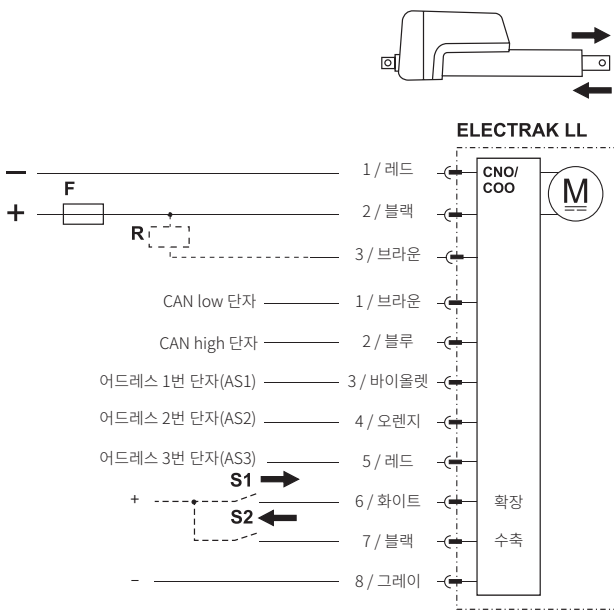 ELECTRAK LL
− 1 / 레드 CNO/
COO
M
F
+ 2 / 블랙
R
3 / 브라운
CAN low 단자 1 / 브라운
CAN high 단자 2 / 블루
어드레스 1번 단자(AS1) 3 / 바이올렛
어드레스 2번 단자(AS2) 4 / 오렌지
어드레스 3번 단자(AS3) 5 / 레드
S1
+ 6 / 화이트 확장
S2
7 / 블랙 수축
− 8 / 그레이